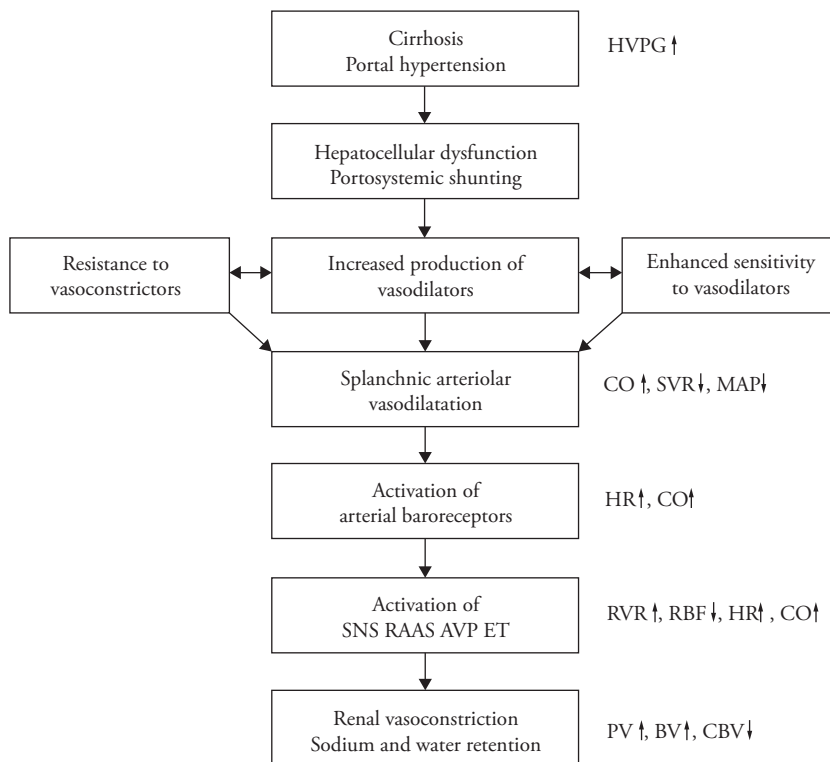 Cirrhosis
Portal hypertension
HVPG ↑
Hepatocellular dysfunction
Portosystemic shunting
Resistance to
vasoconstrictors
Increased production of
vasodilators
Enhanced sensitivity
to vasodilators
Splanchnic arteriolar
vasodilatation
CO ↑, SVR ↓, MAP ↓
Activation of
arterial baroreceptors
HR ↑, CO ↑
Activation of
SNS RAAS AVP ET
RVR ↑, RBF ↓, HR ↑, CO ↑
Renal vasoconstriction
Sodium and water retention
PV ↑, BV ↑, CBV ↓